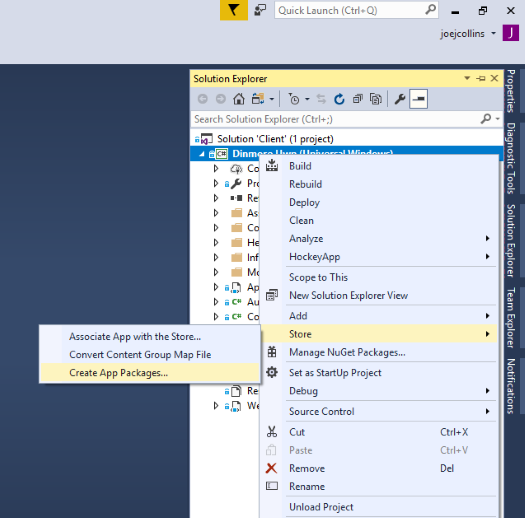 Quick Launch (Ctrl+Q)
joejcollins
J
Solution Explorer
Search Solution Explorer (Ctrl+;)
Solution 'Client' (1 project)
Dinmore.Uwp (Universal Windows)
Co
Pro
Re
As
Co
He
Inf
Mo
Ap
Au
Co
Re
We
Build
Rebuild
Deploy
Clean
Analyze
HockeyApp
Scope to This
New Solution Explorer View
Add
Store
Manage NuGet Packages...
Set as StartUp Project
Debug
Source Control
Cut Ctrl+X
Paste Ctrl+V
Remove Del
Rename
Unload Project
Associate App with the Store...
Convert Content Group Map File
Create App Packages...
Properties
Diagnostic Tools
Solution Explorer
Team Explorer
Notifications